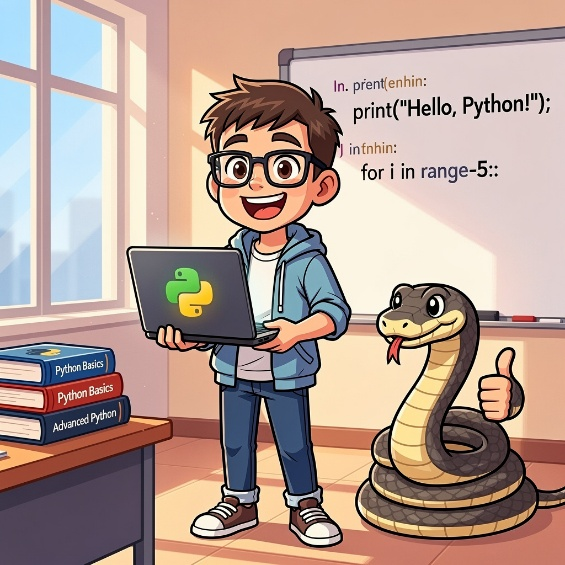 In. prent(enhin:
print("Hello, Python!");
infnhin:
for i in range-5::
Python Basics
Python Basics
Advanced Python